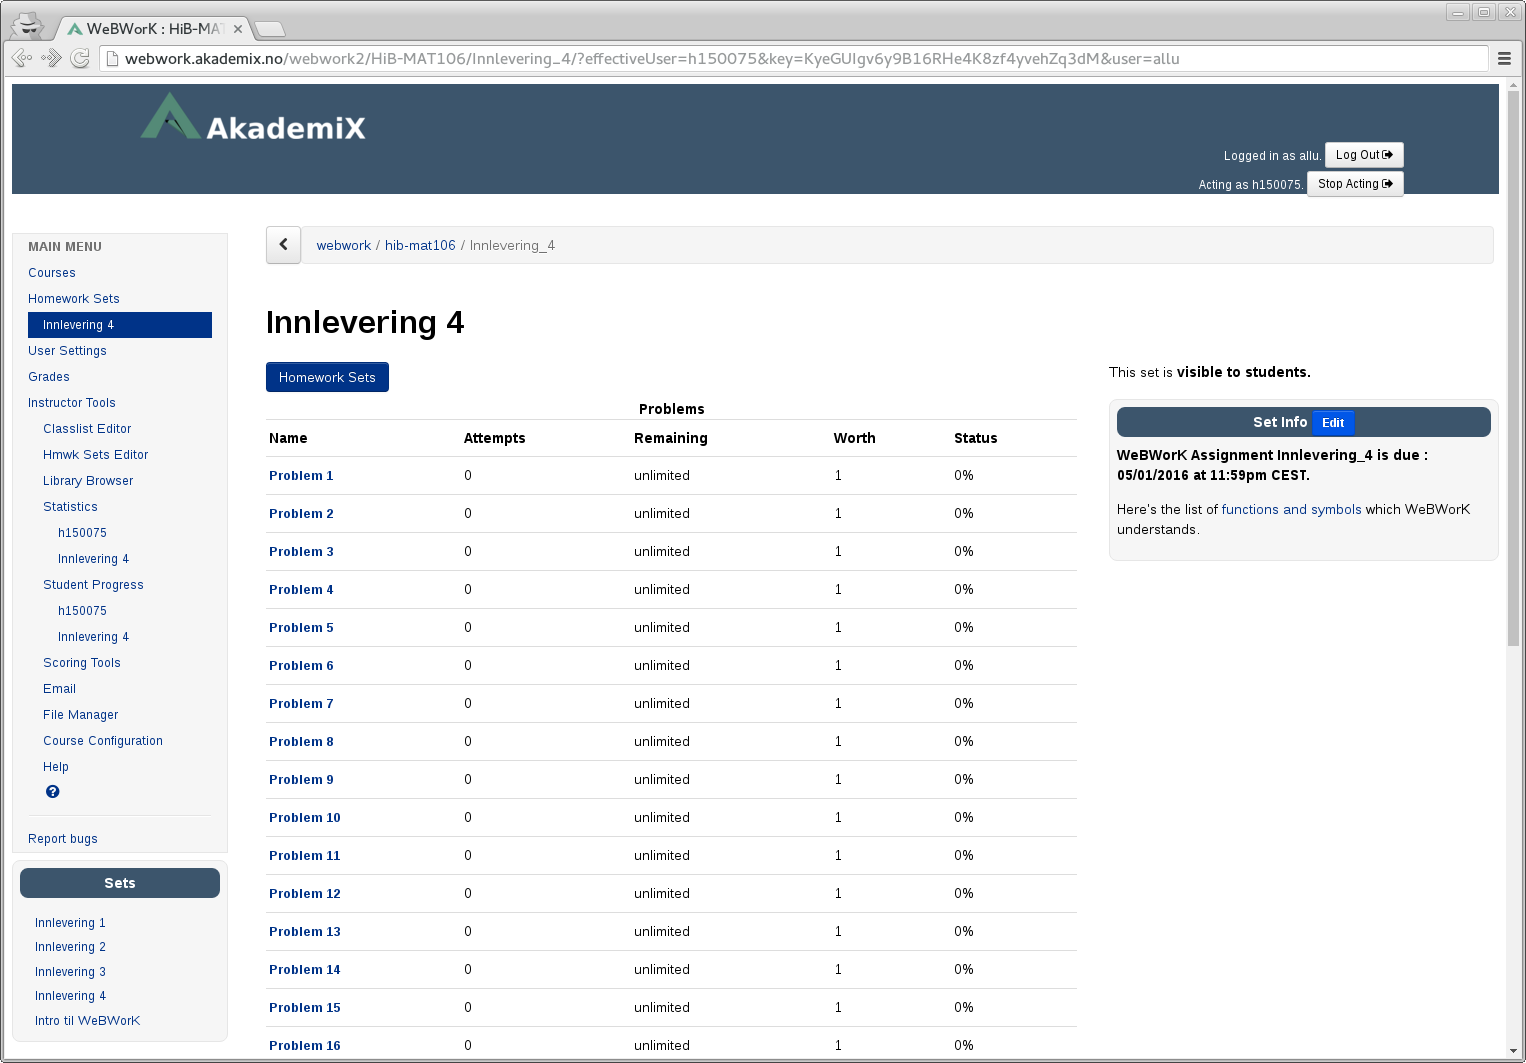 WeBWorK : HiB-MAT
webwork.akademix.no/webwork2/HiB-MAT106/Innlevering_4/?effectiveUser=h150075&key=KyeGUIgv6y9B16RHe4K8zf4yvehZq3dM&user=allu
AkademiX
Logged in as allu. Log Out
Acting as h150075. Stop Acting
MAIN MENU
Courses
Homework Sets
Innlevering 4
User Settings
Grades
Instructor Tools
Classlist Editor
Hmwk Sets Editor
Library Browser
Statistics
h150075
Innlevering 4
Student Progress
h150075
Innlevering 4
Scoring Tools
Email
File Manager
Course Configuration
Help
?
Report bugs
Sets
Innlevering 1
Innlevering 2
Innlevering 3
Innlevering 4
Intro til WeBWorK
webwork / hib-mat106 / Innlevering_4
Innlevering 4
Homework Sets
Problems
Name Attempts Remaining Worth Status
Problem 1 0 unlimited 1 0%
Problem 2 0 unlimited 1 0%
Problem 3 0 unlimited 1 0%
Problem 4 0 unlimited 1 0%
Problem 5 0 unlimited 1 0%
Problem 6 0 unlimited 1 0%
Problem 7 0 unlimited 1 0%
Problem 8 0 unlimited 1 0%
Problem 9 0 unlimited 1 0%
Problem 10 0 unlimited 1 0%
Problem 11 0 unlimited 1 0%
Problem 12 0 unlimited 1 0%
Problem 13 0 unlimited 1 0%
Problem 14 0 unlimited 1 0%
Problem 15 0 unlimited 1 0%
Problem 16 0 unlimited 1 0%
This set is visible to students.
Set Info Edit
WeBWorK Assignment Innlevering_4 is due :
05/01/2016 at 11:59pm CEST.
Here's the list of functions and symbols which WeBWorK
understands.